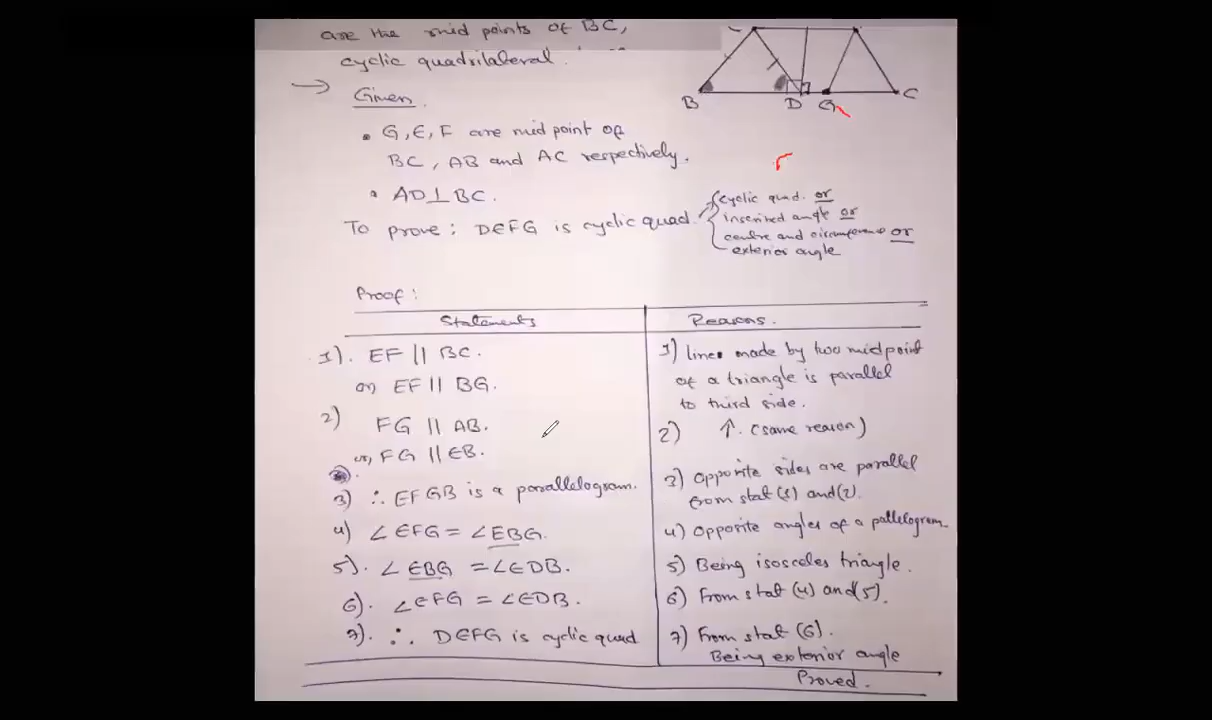 are the mid points of BC,
cyclic quadrilateral.
→ Given.
• G, E, F are mid point of
BC, AB and AC respectively.
• AD⊥BC.
To prove: DEFG is cyclic quad.
cyclic quad. or
inscribed angle or
centre and circumference or
exterior angle
B D G C
Proof:
Statements Reasons.
1). EF || BC.
or, EF || BG.
1) line made by two midpoint
of a triangle is parallel
to third side.
2) FG || AB.
or, FG || EB.
2) ↑. (same reason)
3) ∴ EFGB is a parallelogram.
3) Opposite sides are parallel
from stat (1) and (2).
4) ∠EFG = ∠EBG.
4) Opposite angles of a pallelogram.
5). ∠EBG = ∠EDB.
5) Being isosceles triangle.
6). ∠EFG = ∠EDB.
6) From stat (4) and (5).
7). ∴ DEFG is cyclic quad
7) From stat (6).
Being exterior angle
Proved.